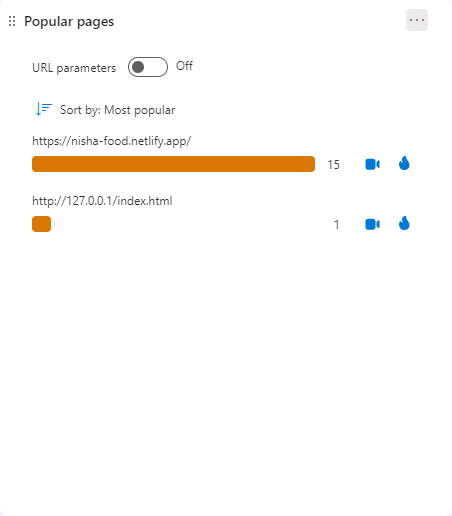 Popular pages
URL parameters Off
Sort by: Most popular
https://nisha-food.netlify.app/
15
http://127.0.0.1/index.html
1